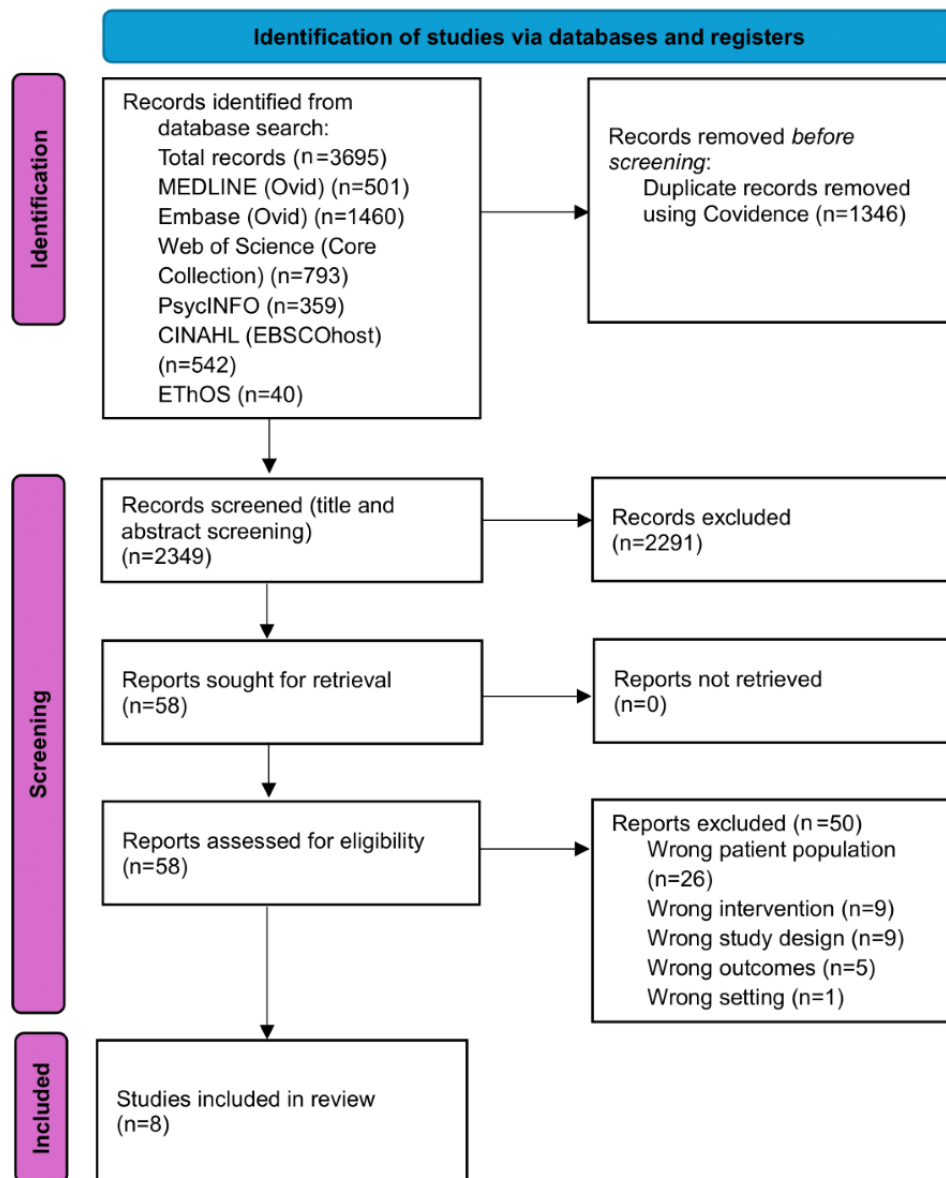 Identification of studies via databases and registers
Identification
Records identified from
database search:
Total records (n=3695)
MEDLINE (Ovid) (n=501)
Embase (Ovid) (n=1460)
Web of Science (Core
Collection) (n=793)
PsycINFO (n=359)
CINAHL (EBSCOhost)
(n=542)
EThOS (n=40)
Records removed before
screening:
Duplicate records removed
using Covidence (n=1346)
Screening
Records screened (title and
abstract screening)
(n=2349)
Records excluded
(n=2291)
Reports sought for retrieval
(n=58)
Reports not retrieved
(n=0)
Reports assessed for eligibility
(n=58)
Reports excluded (n=50)
Wrong patient population
(n=26)
Wrong intervention (n=9)
Wrong study design (n=9)
Wrong outcomes (n=5)
Wrong setting (n=1)
Included
Studies included in review
(n=8)